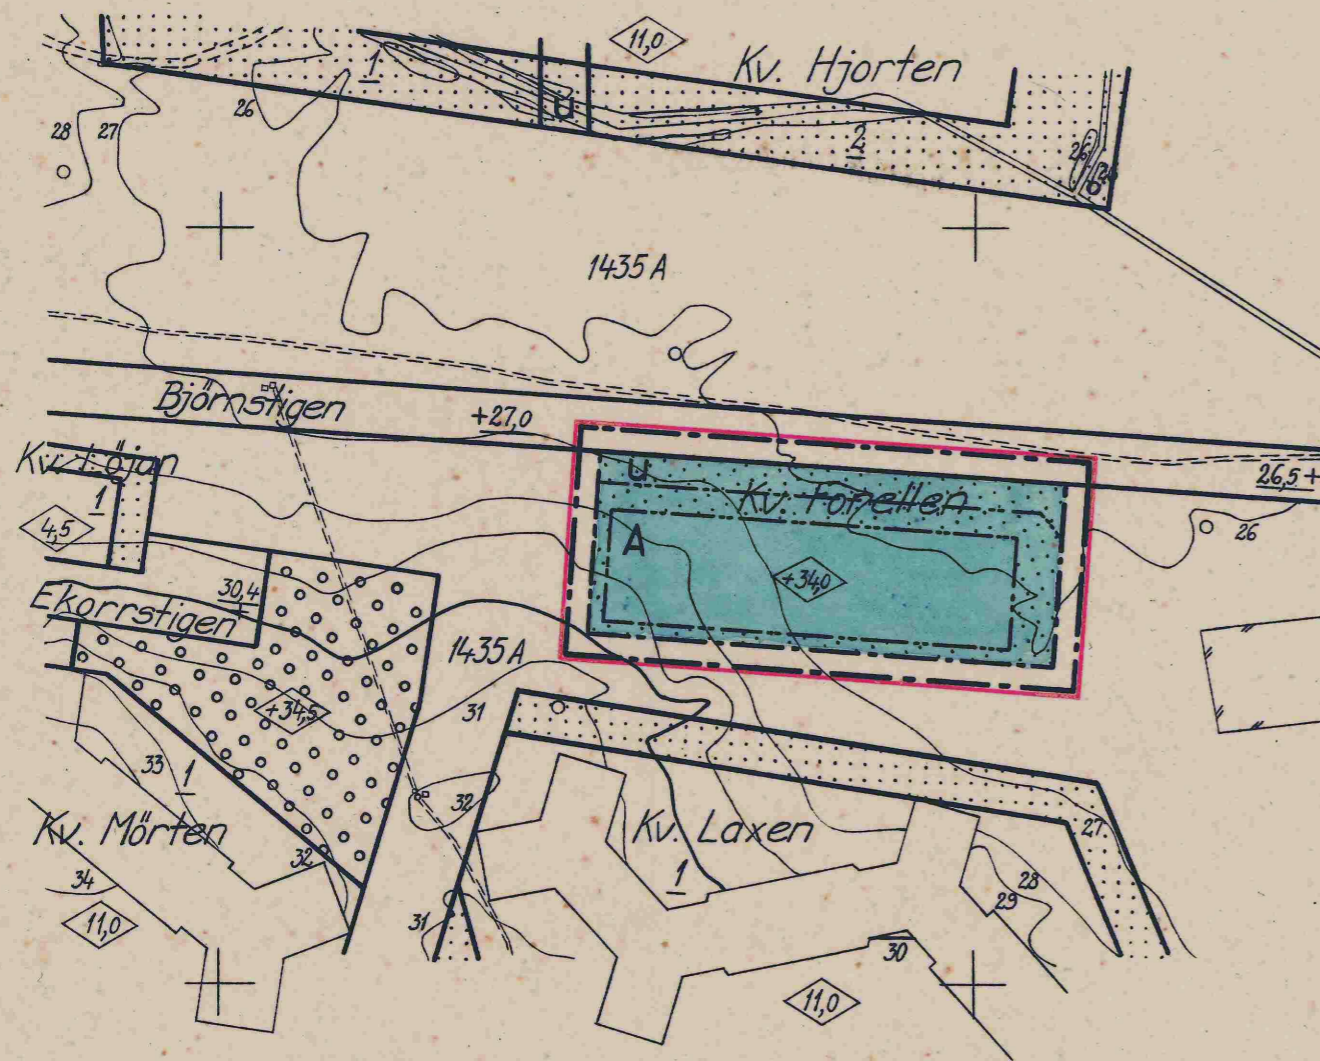 11,0
Kv. Hjorten
1
U
26
28
27
2
26
1435 A
Björnstigen
+27,0
Kv. Löjan
26,5+
U
Kv. Forellen
1
4,5
A
26
+34,0
30,4
Ekorrstigen
1435 A
+34,5
31
33
1
32
Kv. Mörten
Kv. Laxen
27
32
1
34
28
29
11,0
31
30
11,0